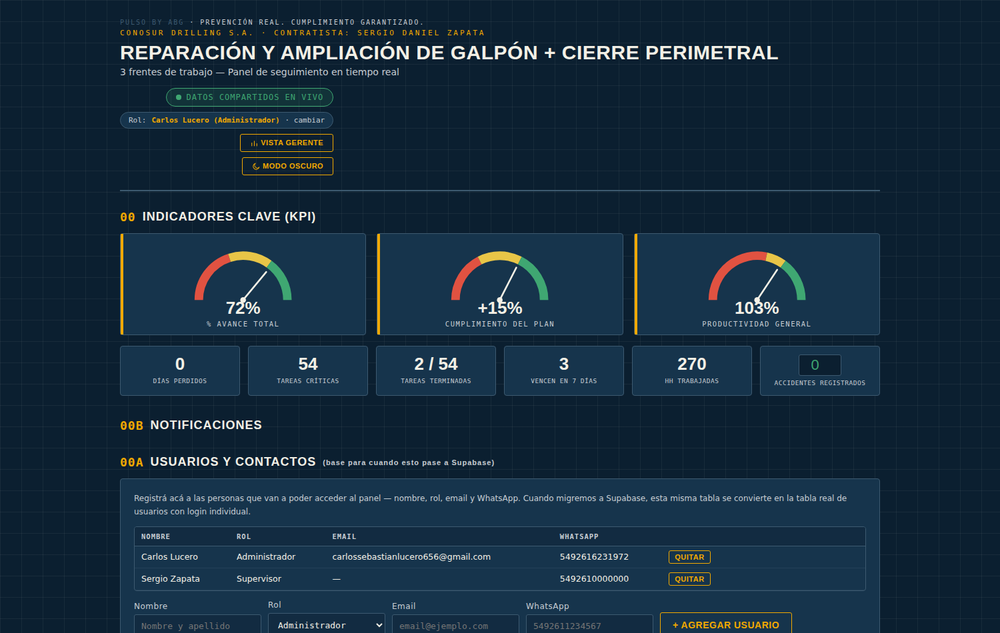 PULSO BY ABG · PREVENCIÓN REAL. CUMPLIMIENTO GARANTIZADO.
CONOSUR DRILLING S.A. · CONTRATISTA: SERGIO DANIEL ZAPATA
REPARACIÓN Y AMPLIACIÓN DE GALPÓN + CIERRE PERIMETRAL
3 frentes de trabajo — Panel de seguimiento en tiempo real
DATOS COMPARTIDOS EN VIVO
Rol: Carlos Lucero (Administrador) · cambiar
VISTA GERENTE
MODO OSCURO
00 INDICADORES CLAVE (KPI)
72% +15% 103%
% AVANCE TOTAL CUMPLIMIENTO DEL PLAN PRODUCTIVIDAD GENERAL
0 54 2 / 54 3 270 0
DÍAS PERDIDOS TAREAS CRÍTICAS TAREAS TERMINADAS VENCEN EN 7 DÍAS HH TRABAJADAS ACCIDENTES REGISTRADOS
00B NOTIFICACIONES
00A USUARIOS Y CONTACTOS (base para cuando esto pase a Supabase)
Registrá acá a las personas que van a poder acceder al panel — nombre, rol, email y WhatsApp. Cuando migremos a Supabase, esta misma tabla se convierte en la tabla real de
usuarios con login individual.
NOMBRE ROL EMAIL WHATSAPP
Carlos Lucero Administrador carlossebastianlucero656@gmail.com 5492616231972 QUITAR
Sergio Zapata Supervisor — 5492610000000 QUITAR
Nombre Rol Email WhatsApp
Nombre y apellido Administrador email@ejemplo.com 5492611234567 + AGREGAR USUARIO